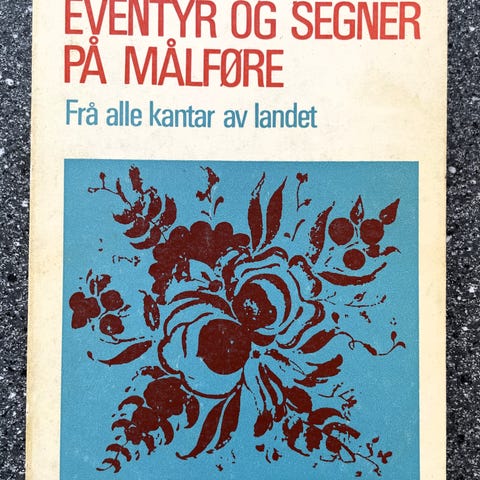 EVENTYR OG SEGNER
PÅ MÅLFØRE
Frå alle kantar av landet